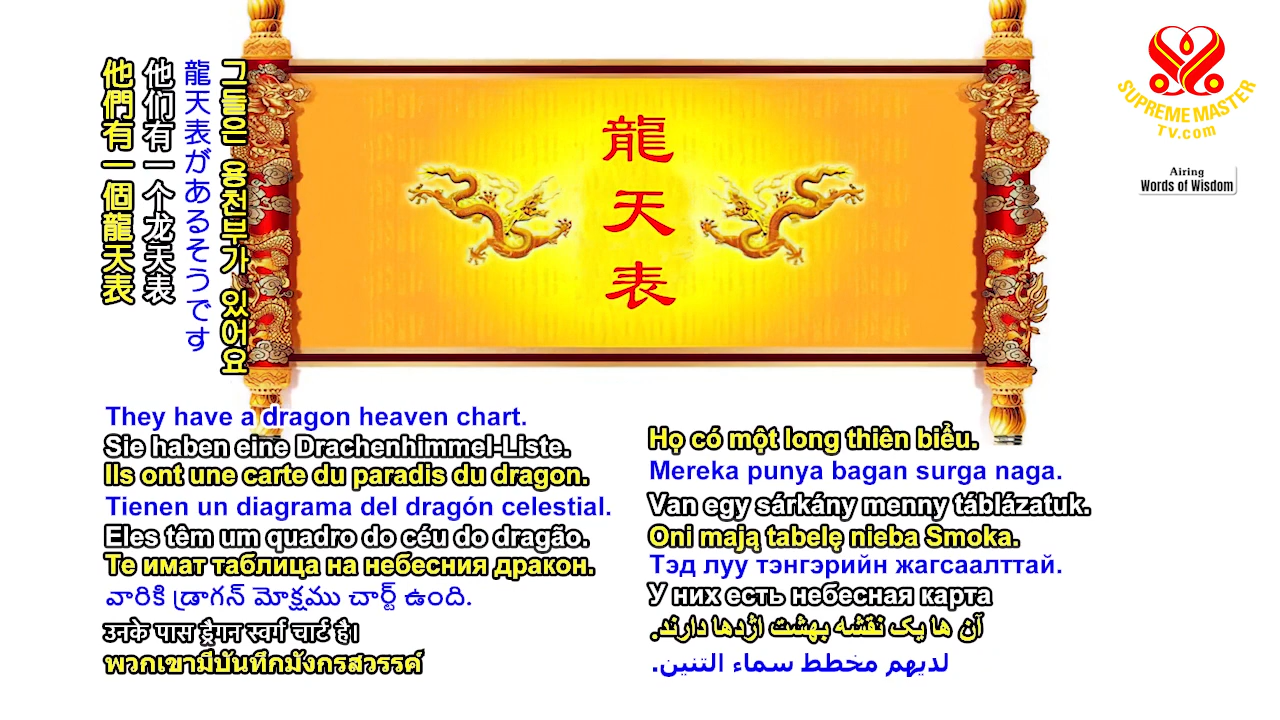 他們有一個龍天表
他们有一个龙天表
龍天表があるそうです
그들은 용천부가 있어요
龍天表
SUPREME MASTER
TV.com
Airing
Words of Wisdom
They have a dragon heaven chart.
Sie haben eine Drachenhimmel-Liste.
Ils ont une carte du paradis du dragon.
Tienen un diagrama del dragón celestial.
Eles têm um quadro do céu do dragão.
Те имат таблица на небесния дракон.
వారికి డ్రాగన్ మోక్షము చార్ట్ ఉంది.
उनके पास ड्रैगन स्वर्ग चार्ट है।
พวกเขามีบันทึกมังกรสวรรค์
Họ có một long thiên biểu.
Mereka punya bagan surga naga.
Van egy sárkány menny táblázatuk.
Oni mają tabelę nieba Smoka.
Тэд луу тэнгэрийн жагсаалттай.
У них есть небесная карта
آن ها یک نقشه بهشت اژدها دارند.
لديهم مخطط سماء التنين.